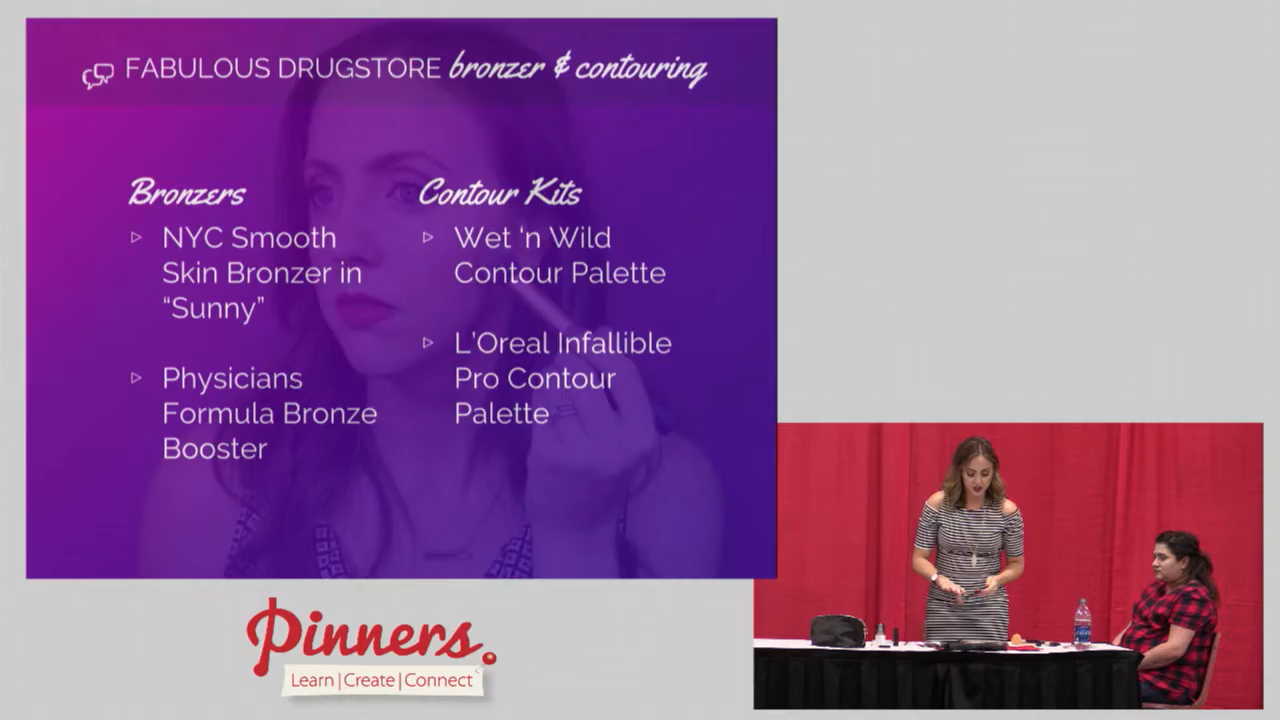 FABULOUS DRUGSTORE bronzer & contouring
Bronzers
▹ NYC Smooth
Skin Bronzer in
“Sunny”
▹ Physicians
Formula Bronze
Booster
Contour Kits
▹ Wet ‘n Wild
Contour Palette
▹ L’Oreal Infallible
Pro Contour
Palette
Pinners.
Learn|Create|Connect